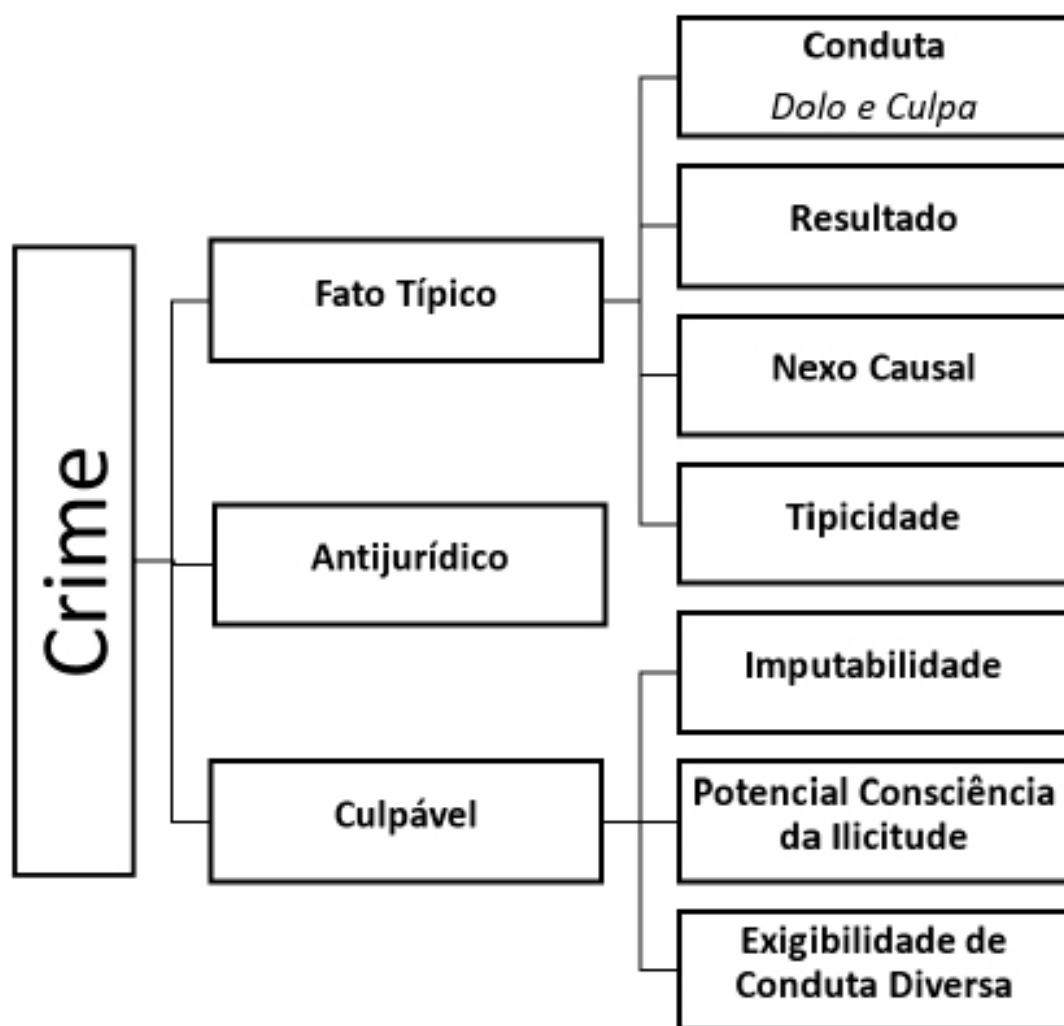 Crime
Fato Típico
Conduta
Dolo e Culpa
Resultado
Nexo Causal
Tipicidade
Antijurídico
Culpável
Imputabilidade
Potencial Consciência
da Ilicitude
Exigibilidade de
Conduta Diversa